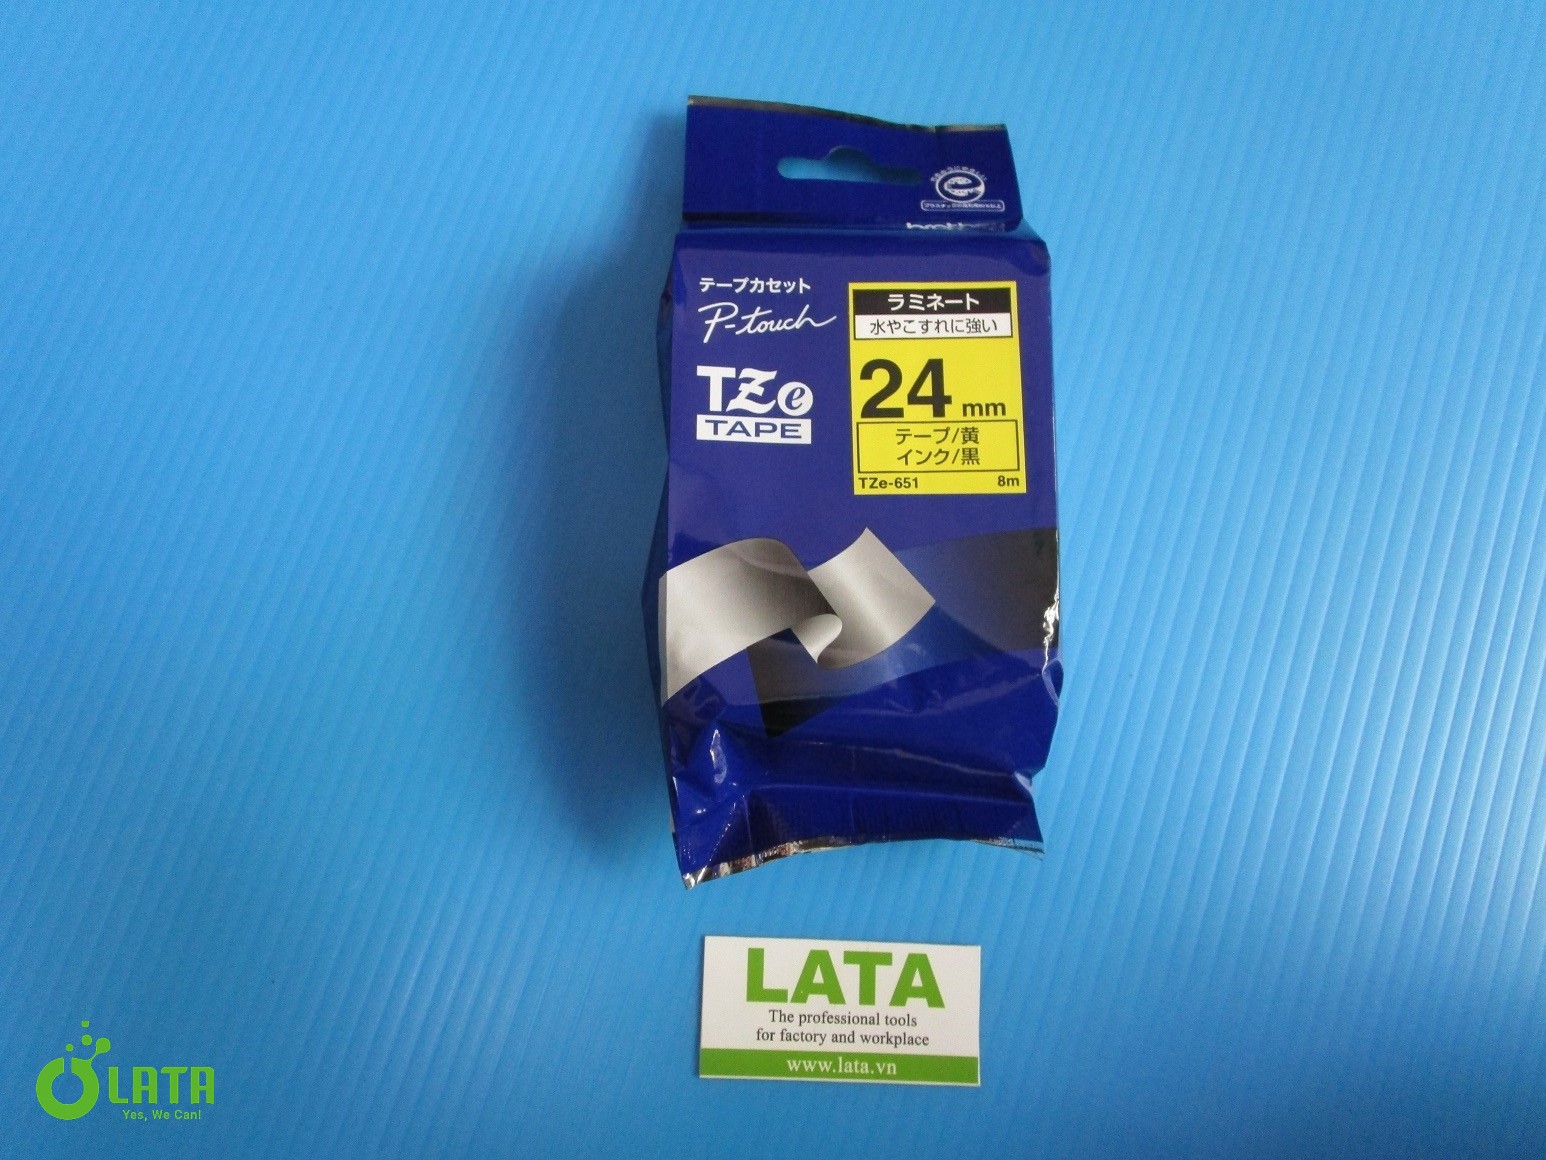 brother
テープカセット
P-touch
TZe
TAPE
ラミネート
水やこすれに強い
24 mm
テープ/黄
インク/黒
TZe-651 8m
LATA
The professional tools
for factory and workplace
www.lata.vn
LATA
Yes, We Can!